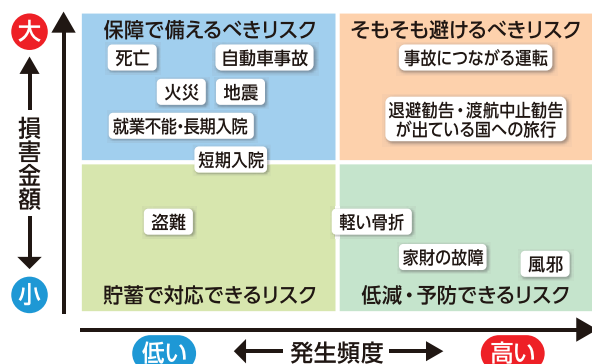 大
損害金額
小
保障で備えるべきリスク
死亡
自動車事故
火災
地震
就業不能・長期入院
短期入院
そもそも避けるべきリスク
事故につながる運転
退避勧告・渡航中止勧告
が出ている国への旅行
盗難
貯蓄で対応できるリスク
軽い骨折
家財の故障
風邪
低減・予防できるリスク
低い
発生頻度
高い